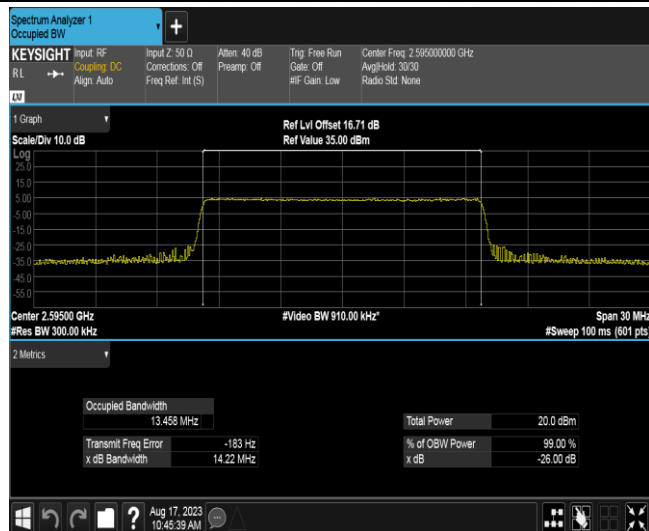 Spectrum Analyzer 1
Occupied BW
+
KEYSIGHT
RL
Input: RF
Coupling: DC
Align: Auto
Input Z: 50 Ω
Corrections: Off
Freq Ref: Int (S)
Atten: 40 dB
Preamp: Off
Trig: Free Run
Gate: Off
#IF Gain: Low
Center Freq: 2.595000000 GHz
Avg|Hold: 30/30
Radio Std: None
1 Graph
Scale/Div 10.0 dB
Ref Lvl Offset 16.71 dB
Ref Value 35.00 dBm
Log
25.0
15.0
5.00
-5.00
-15.0
-25.0
-35.0
-45.0
-55.0
Center 2.59500 GHz
#Res BW 300.00 kHz
#Video BW 910.00 kHz*
Span 30 MHz
#Sweep 100 ms (601 pts)
2 Metrics
Occupied Bandwidth
13.458 MHz
Transmit Freq Error -183 Hz
x dB Bandwidth 14.22 MHz
Total Power 20.0 dBm
% of OBW Power 99.00 %
x dB -26.00 dB
?
Aug 17, 2023
10:45:39 AM